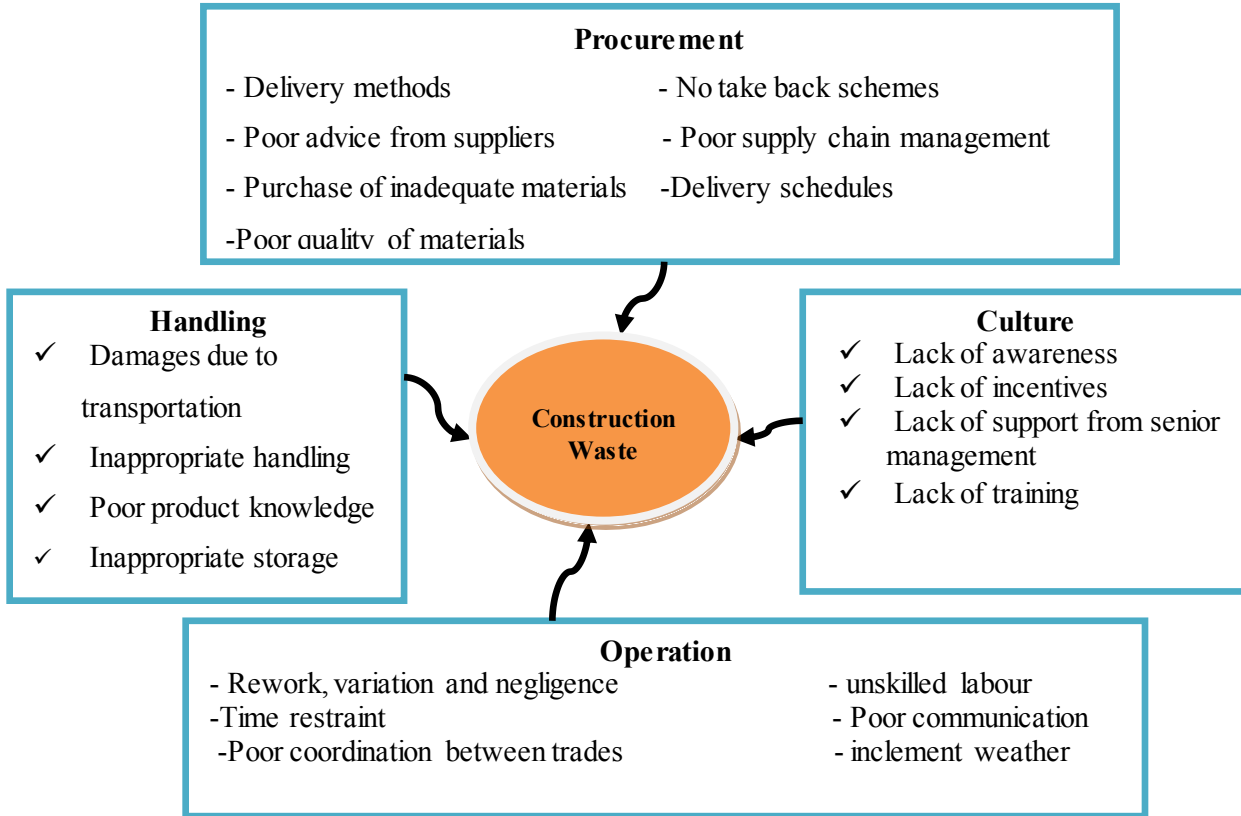 Procurement
- Delivery methods
- No take back schemes
- Poor advice from suppliers
- Poor supply chain management
- Purchase of inadequate materials
-Delivery schedules
-Poor quality of materials
Handling
✓ Damages due to
transportation
✓ Inappropriate handling
✓ Poor product knowledge
✓ Inappropriate storage
Construction
Waste
Culture
✓ Lack of awareness
✓ Lack of incentives
✓ Lack of support from senior
management
✓ Lack of training
Operation
- Rework, variation and negligence
- unskilled labour
-Time restraint
- Poor communication
-Poor coordination between trades
- inclement weather